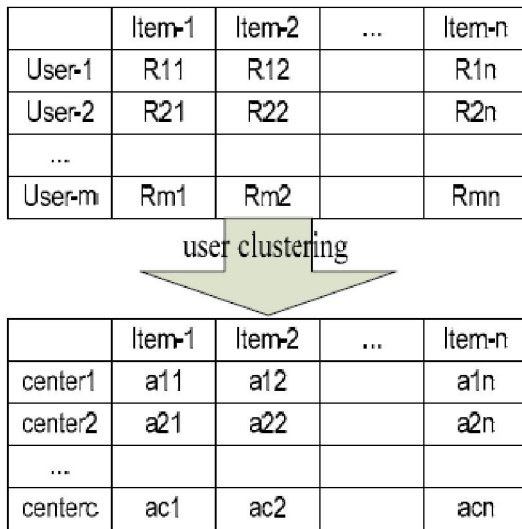 Item-1 Item-2 ... Item-n
User-1 R11 R12 R1n
User-2 R21 R22 R2n
...
User-m Rm1 Rm2 Rmn
user clustering
Item-1 Item-2 ... Item-n
center1 a11 a12 a1n
center2 a21 a22 a2n
...
centerc ac1 ac2 acn